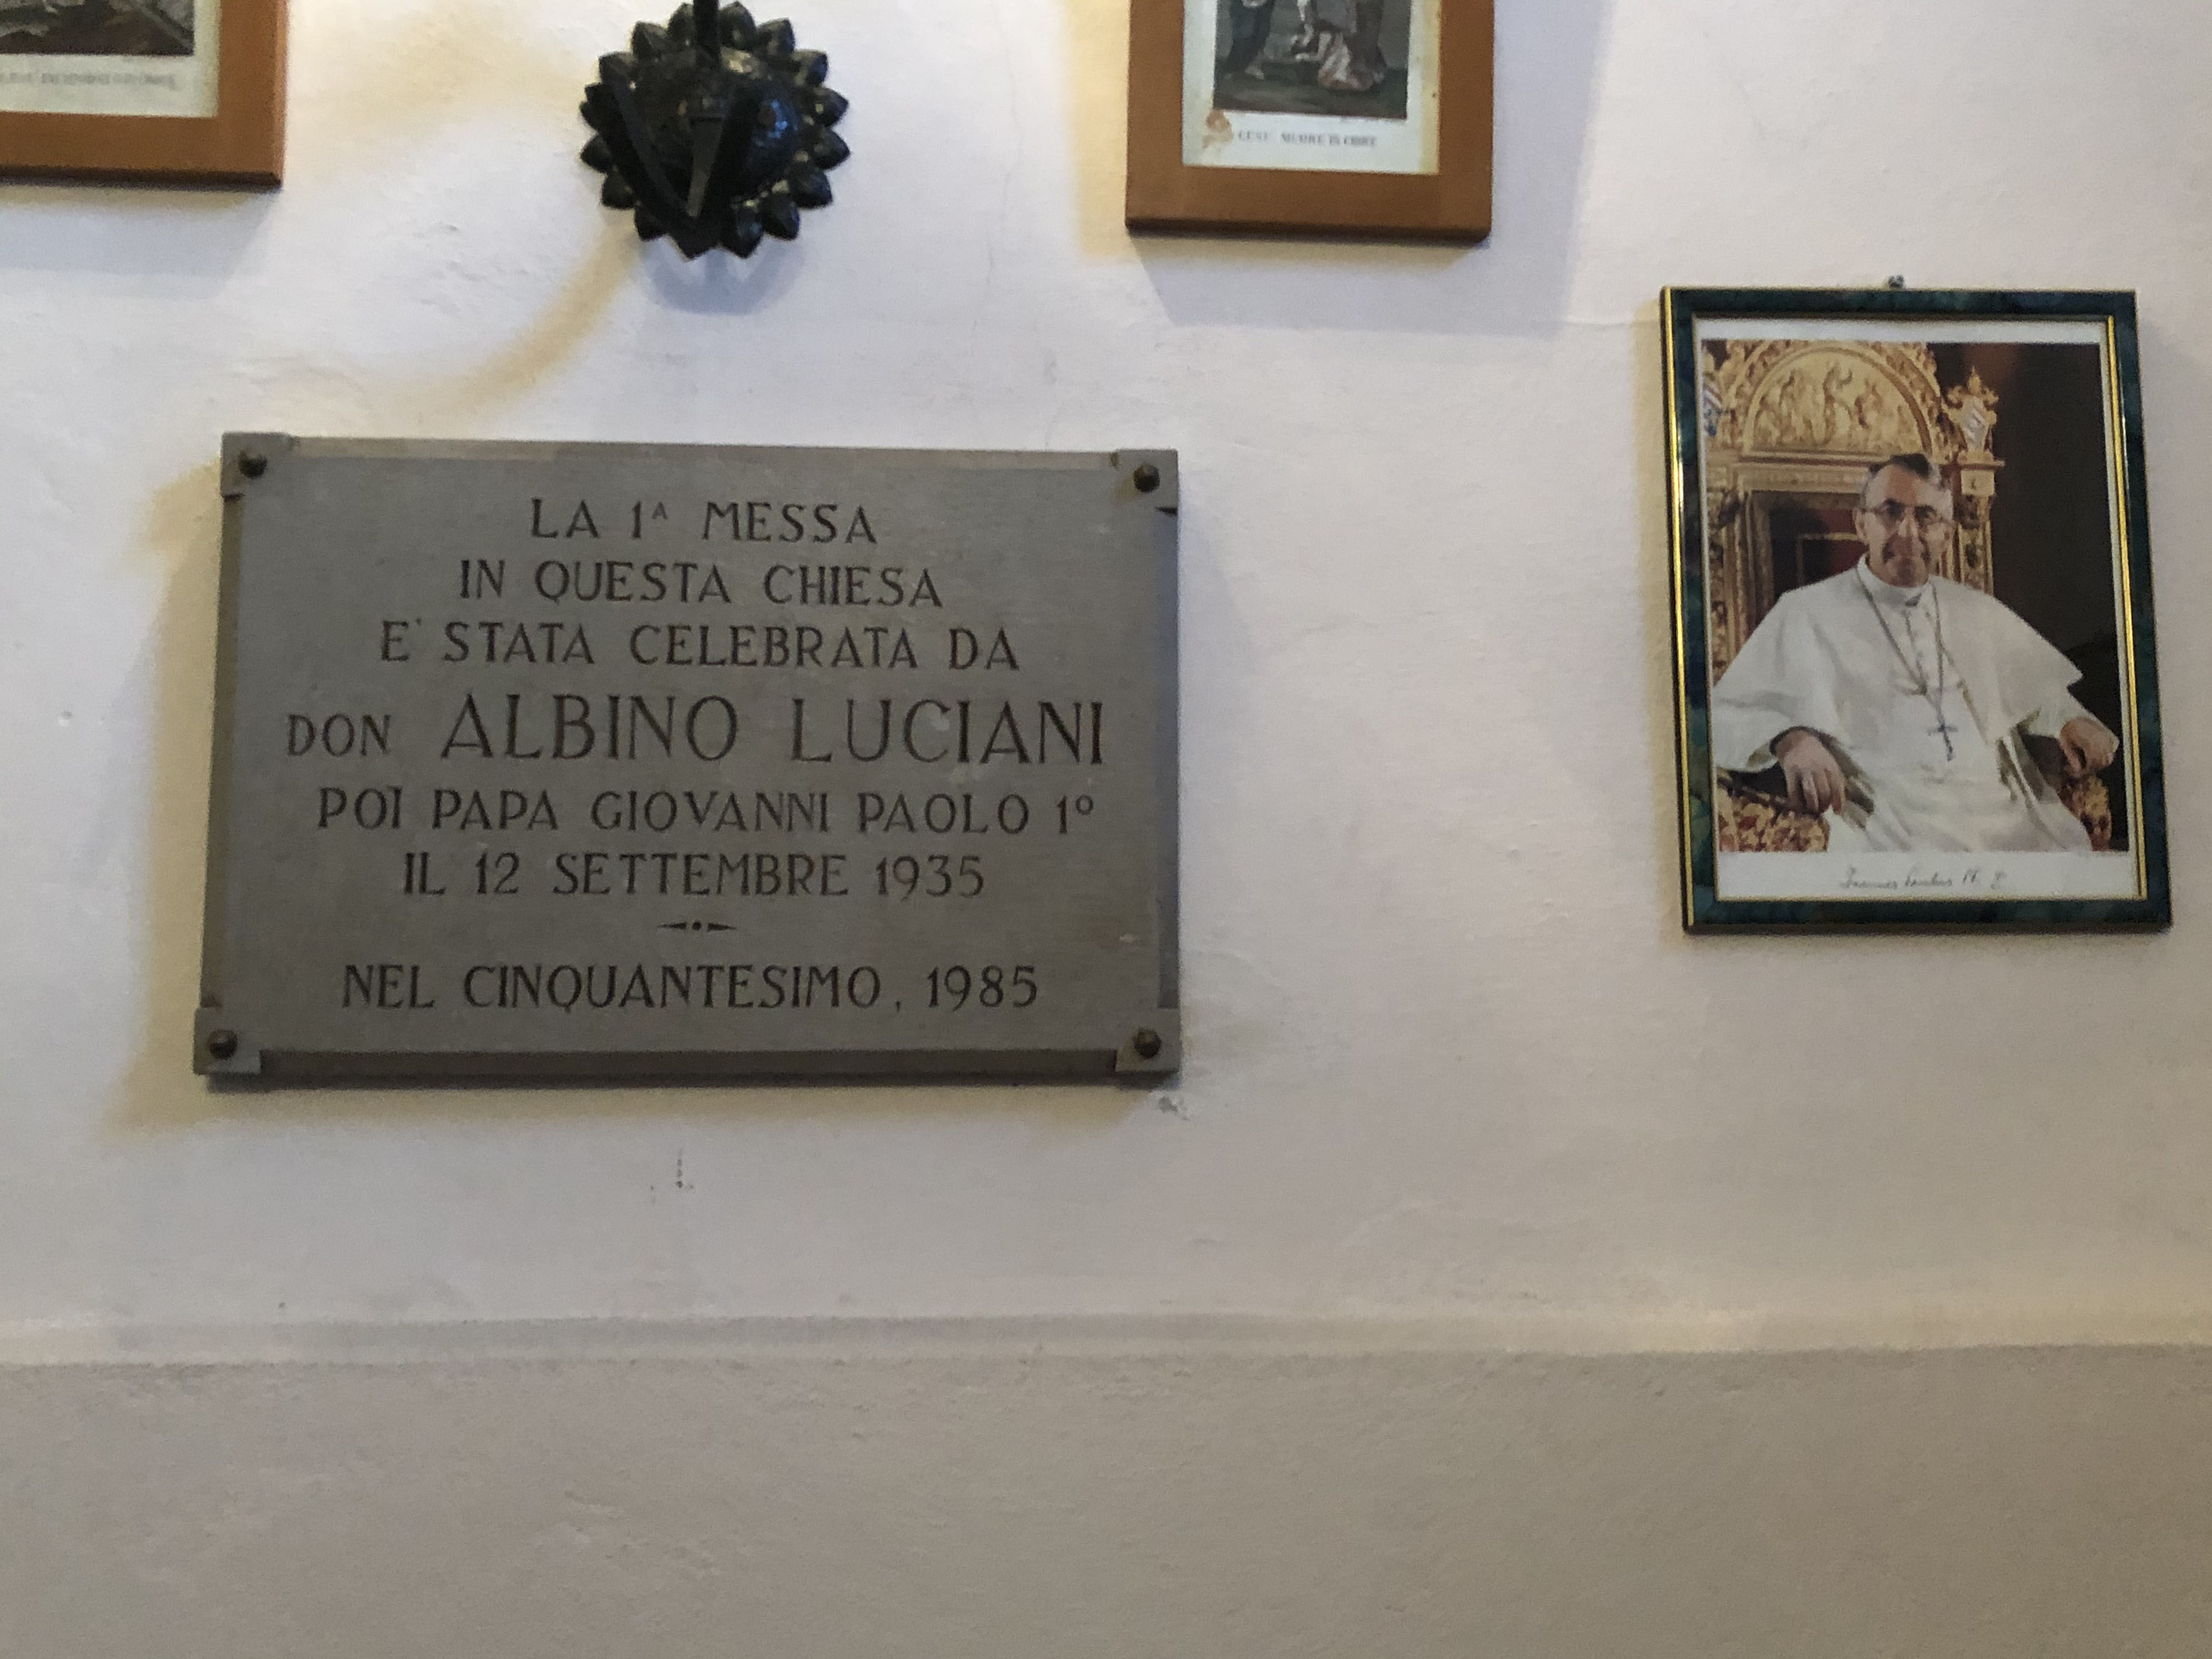 LA 1ᴬ MESSA
IN QUESTA CHIESA
E' STATA CELEBRATA DA
DON ALBINO LUCIANI
POI PAPA GIOVANNI PAOLO 1º
IL 12 SETTEMBRE 1935
NEL CINQUANTESIMO, 1985